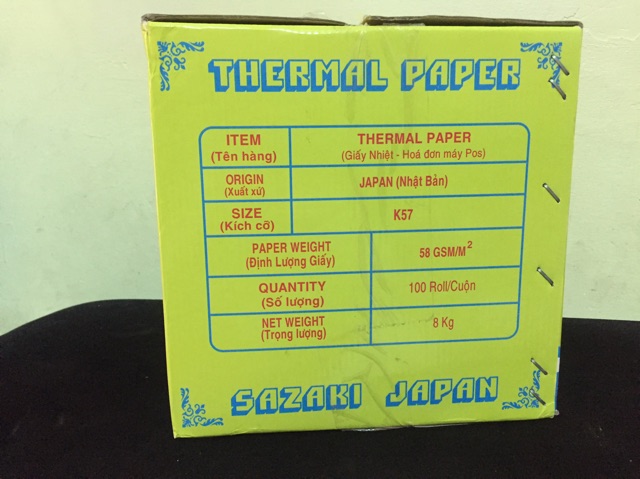 THERMAL PAPER
ITEM
(Tên hàng)
THERMAL PAPER
(Giấy Nhiệt - Hoá đơn máy Pos)
ORIGIN
(Xuất xứ)
JAPAN (Nhật Bản)
SIZE
(Kích cỡ)
K57
PAPER WEIGHT
(Định Lượng Giấy)
58 GSM/M²
QUANTITY
(Số lượng)
100 Roll/Cuộn
NET WEIGHT
(Trọng lượng)
8 Kg
SAZAKI JAPAN